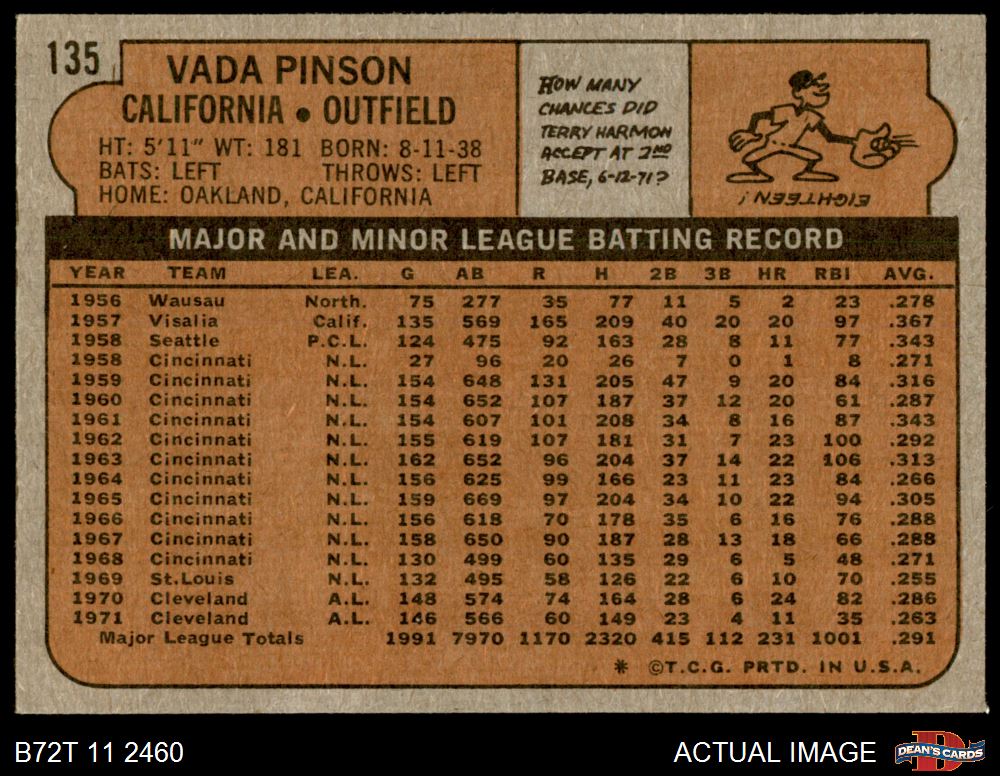 135
VADA PINSON
CALIFORNIA • OUTFIELD
HT: 5'11" WT: 181 BORN: 8-11-38
BATS: LEFT THROWS: LEFT
HOME: OAKLAND, CALIFORNIA
HOW MANY
CHANCES DID
TERRY HARMON
ACCEPT AT 2ND
BASE, 6-12-71?
EIGHTEEN!
MAJOR AND MINOR LEAGUE BATTING RECORD
YEAR TEAM LEA. G AB R H 2B 3B HR RBI AVG.
1956 Wausau North. 75 277 35 77 11 5 2 23 .278
1957 Visalia Calif. 135 569 165 209 40 20 20 97 .367
1958 Seattle P.C.L. 124 475 92 163 28 8 11 77 .343
1958 Cincinnati N.L. 27 96 20 26 7 0 1 8 .271
1959 Cincinnati N.L. 154 648 131 205 47 9 20 84 .316
1960 Cincinnati N.L. 154 652 107 187 37 12 20 61 .287
1961 Cincinnati N.L. 154 607 101 208 34 8 16 87 .343
1962 Cincinnati N.L. 155 619 107 181 31 7 23 100 .292
1963 Cincinnati N.L. 162 652 96 204 37 14 22 106 .313
1964 Cincinnati N.L. 156 625 99 166 23 11 23 84 .266
1965 Cincinnati N.L. 159 669 97 204 34 10 22 94 .305
1966 Cincinnati N.L. 156 618 70 178 35 6 16 76 .288
1967 Cincinnati N.L. 158 650 90 187 28 13 18 66 .288
1968 Cincinnati N.L. 130 499 60 135 29 6 5 48 .271
1969 St.Louis N.L. 132 495 58 126 22 6 10 70 .255
1970 Cleveland A.L. 148 574 74 164 28 6 24 82 .286
1971 Cleveland A.L. 146 566 60 149 23 4 11 35 .263
Major League Totals 1991 7970 1170 2320 415 112 231 1001 .291
* ©T.C.G. PRTD. IN U.S.A.
B72T 11 2460
ACTUAL IMAGE
D
DEAN'S CARDS